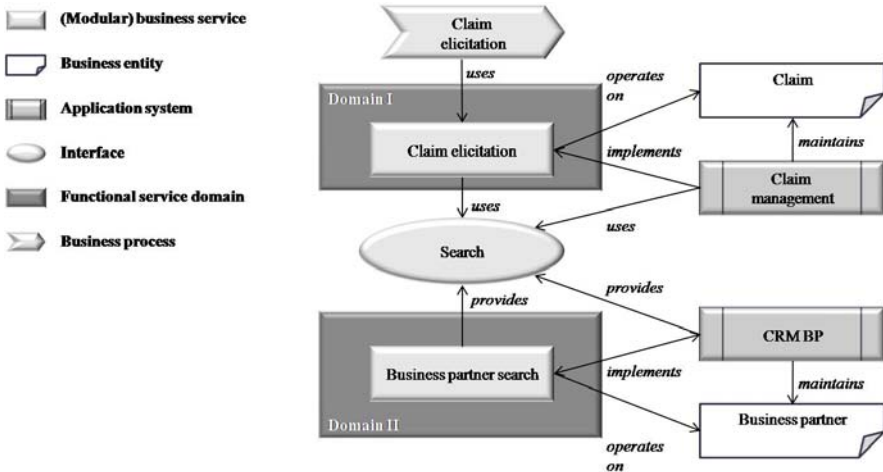 (Modular) business service
Business entity
Application system
Interface
Functional service domain
Business process
Claim
elicitation
uses
operates
on
Claim
Domain I
Claim elicitation
implements
maintains
Claim
management
uses
uses
Search
provides
provides
CRM BP
Business partner search
implements
maintains
Domain II
Business partner
operates
on